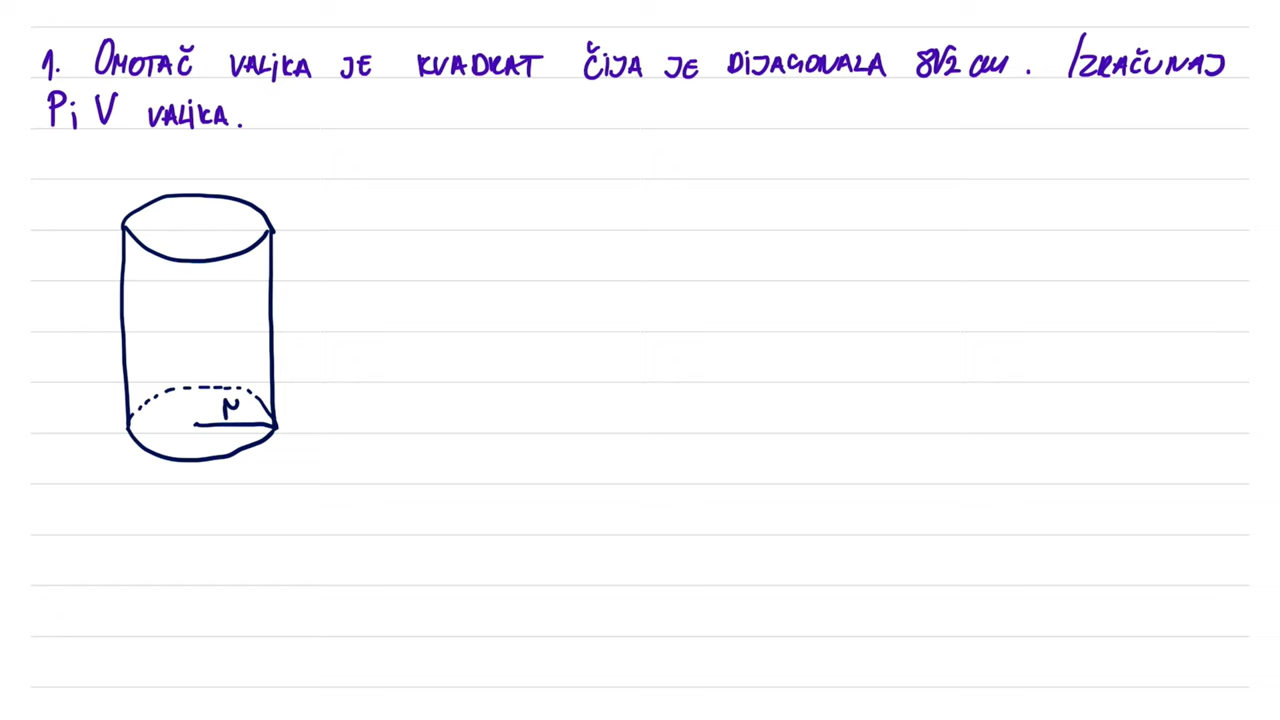 1. OMOTAČ VALJKA JE KVADRAT ČIJA JE DIJAGONALA 8√2 cm. IZRAČUNAJ
P i V VALJKA.
r